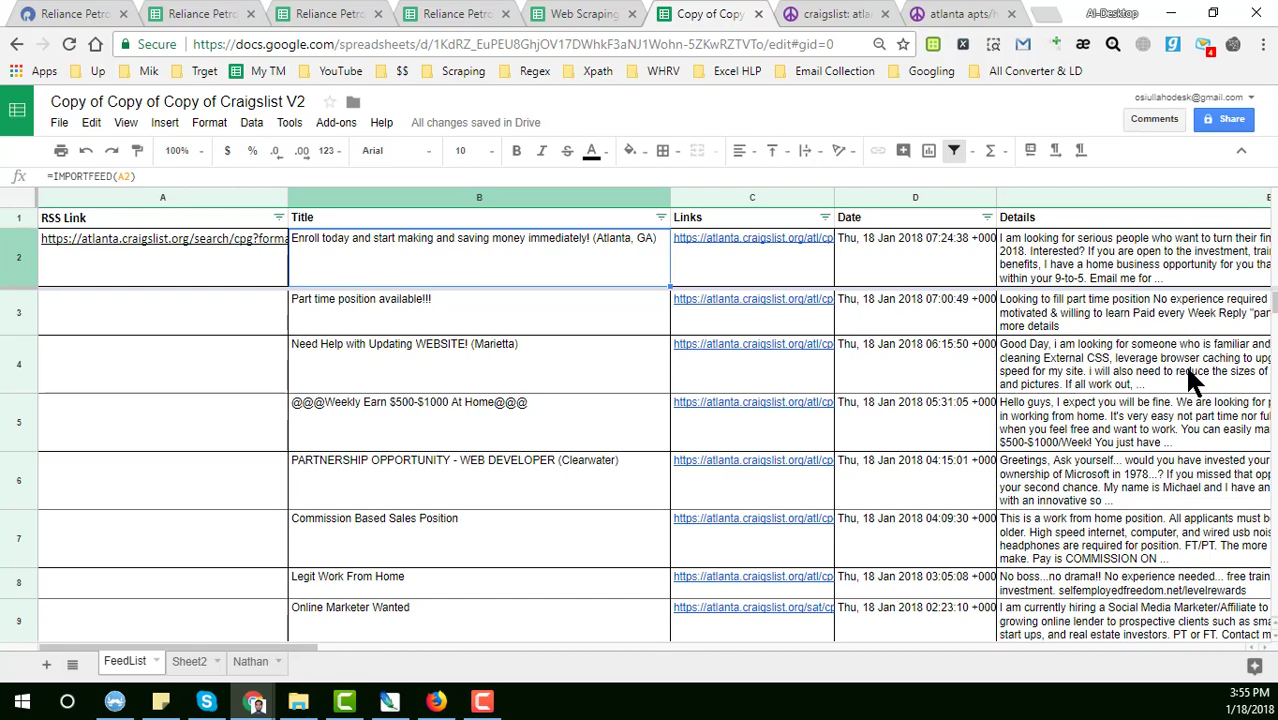 Reliance Petro
Reliance Petro
Reliance Petro
Reliance Petro
Web Scraping
Copy of Copy
craigslist: atlan
atlanta apts/h
AI-Desktop
Secure
https://docs.google.com/spreadsheets/d/1KdRZ_EuPEU8GhjOV17DWhkF3aNJ1Wohn-5ZKwRZTVTo/edit#gid=0
Apps
Up
Mik
Trget
My TM
YouTube
$$
Scraping
Regex
Xpath
WHRV
Excel HLP
Email Collection
Googling
All Converter & LD
Copy of Copy of Copy of Craigslist V2
osiullahodesk@gmail.com
File Edit View Insert Format Data Tools Add-ons Help All changes saved in Drive
Comments
Share
100% $ % .0 .00 123 Arial 10 B I S A
fx =IMPORTFEED(A2)
A B C D E
1 RSS Link Title Links Date Details
2 https://atlanta.craigslist.org/search/cpg?forma Enroll today and start making and saving money immediately! (Atlanta, GA) https://atlanta.craigslist.org/atl/cp Thu, 18 Jan 2018 07:24:38 +000 I am looking for serious people who want to turn their fin
2018. Interested? If you are open to the investment, train
benefits, I have a home business opportunity for you tha
within your 9-to-5. Email me for ...
3 Part time position available!!! https://atlanta.craigslist.org/atl/cp Thu, 18 Jan 2018 07:00:49 +000 Looking to fill part time position No experience required
motivated & willing to learn Paid every Week Reply "par
more details
4 Need Help with Updating WEBSITE! (Marietta) https://atlanta.craigslist.org/atl/cp Thu, 18 Jan 2018 06:15:50 +000 Good Day, i am looking for someone who is familiar and
cleaning External CSS, leverage browser caching to upg
speed for my site. i will also need to reduce the sizes of
and pictures. If all work out, ...
5 @@@Weekly Earn $500-$1000 At Home@@@ https://atlanta.craigslist.org/atl/cp Thu, 18 Jan 2018 05:31:05 +000 Hello guys, I expect you will be fine. We are looking for p
in working from home. It's very easy not part time nor fu
when you feel free and want to work. You can easily ma
$500-$1000/Week! You just have ...
6 PARTNERSHIP OPPORTUNITY - WEB DEVELOPER (Clearwater) https://atlanta.craigslist.org/atl/cp Thu, 18 Jan 2018 04:15:01 +000 Greetings, Ask yourself... would you have invested your
ownership of Microsoft in 1978...? If you missed that opp
your second chance. My name is Michael and I have an
with an innovative so ...
7 Commission Based Sales Position https://atlanta.craigslist.org/atl/cp Thu, 18 Jan 2018 04:09:30 +000 This is a work from home position. All applicants must b
older. High speed internet, computer, and wired usb nois
headphones are required for position. FT/PT. The more
make. Pay is COMMISSION ON ...
8 Legit Work From Home https://atlanta.craigslist.org/atl/cp Thu, 18 Jan 2018 03:05:08 +000 No boss...no drama!! No experience needed... free train
investment. selfemployedfreedom.net/levelrewards
9 Online Marketer Wanted https://atlanta.craigslist.org/sat/cp Thu, 18 Jan 2018 02:23:10 +000 I am currently hiring a Social Media Marketer/Affiliate to
growing online lender to prospective clients such as sma
start ups, and real estate investors. PT or FT. Contact m
FeedList Sheet2 Nathan
3:55 PM
1/18/2018